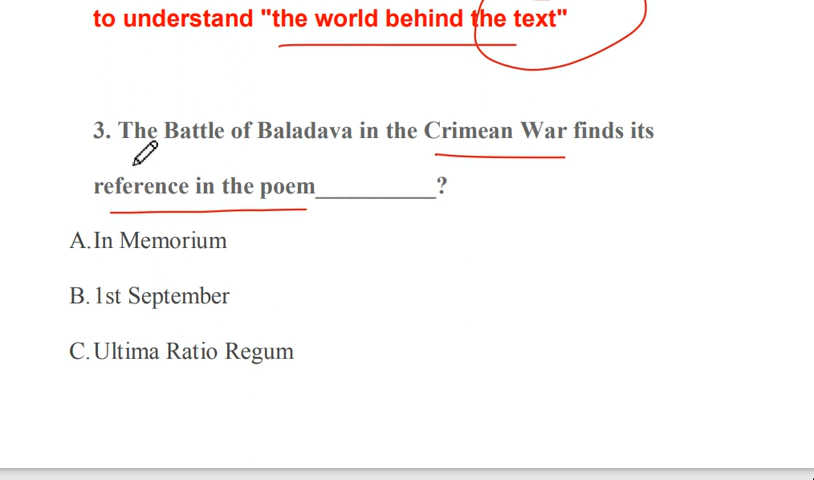 to understand "the world behind the text"
3. The Battle of Baladava in the Crimean War finds its
reference in the poem__________?
A.In Memorium
B.1st September
C.Ultima Ratio Regum